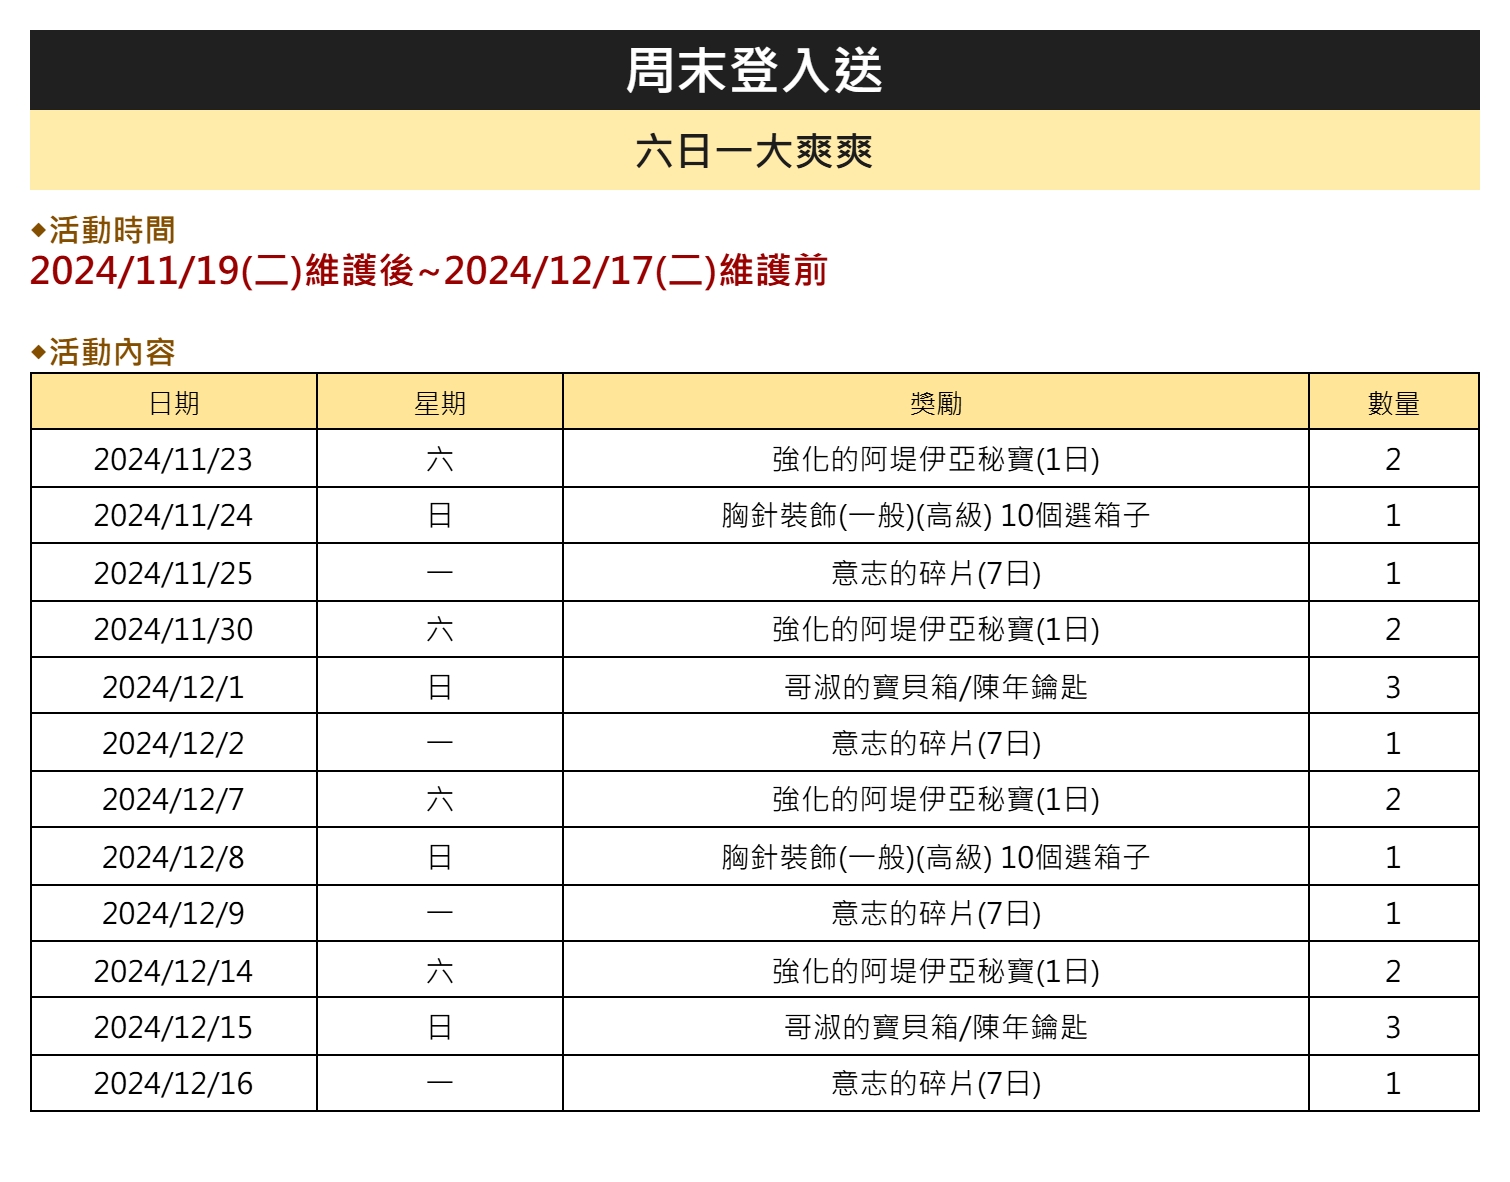 周末登入送
六日一大爽爽
◆活動時間
2024/11/19(二)維護後~2024/12/17(二)維護前
◆活動內容
日期 星期 獎勵 數量
2024/11/23 六 強化的阿堤伊亞秘寶(1日) 2
2024/11/24 日 胸針裝飾(一般)(高級) 10個選箱子 1
2024/11/25 一 意志的碎片(7日) 1
2024/11/30 六 強化的阿堤伊亞秘寶(1日) 2
2024/12/1 日 哥淑的寶貝箱/陳年鑰匙 3
2024/12/2 一 意志的碎片(7日) 1
2024/12/7 六 強化的阿堤伊亞秘寶(1日) 2
2024/12/8 日 胸針裝飾(一般)(高級) 10個選箱子 1
2024/12/9 一 意志的碎片(7日) 1
2024/12/14 六 強化的阿堤伊亞秘寶(1日) 2
2024/12/15 日 哥淑的寶貝箱/陳年鑰匙 3
2024/12/16 一 意志的碎片(7日) 1